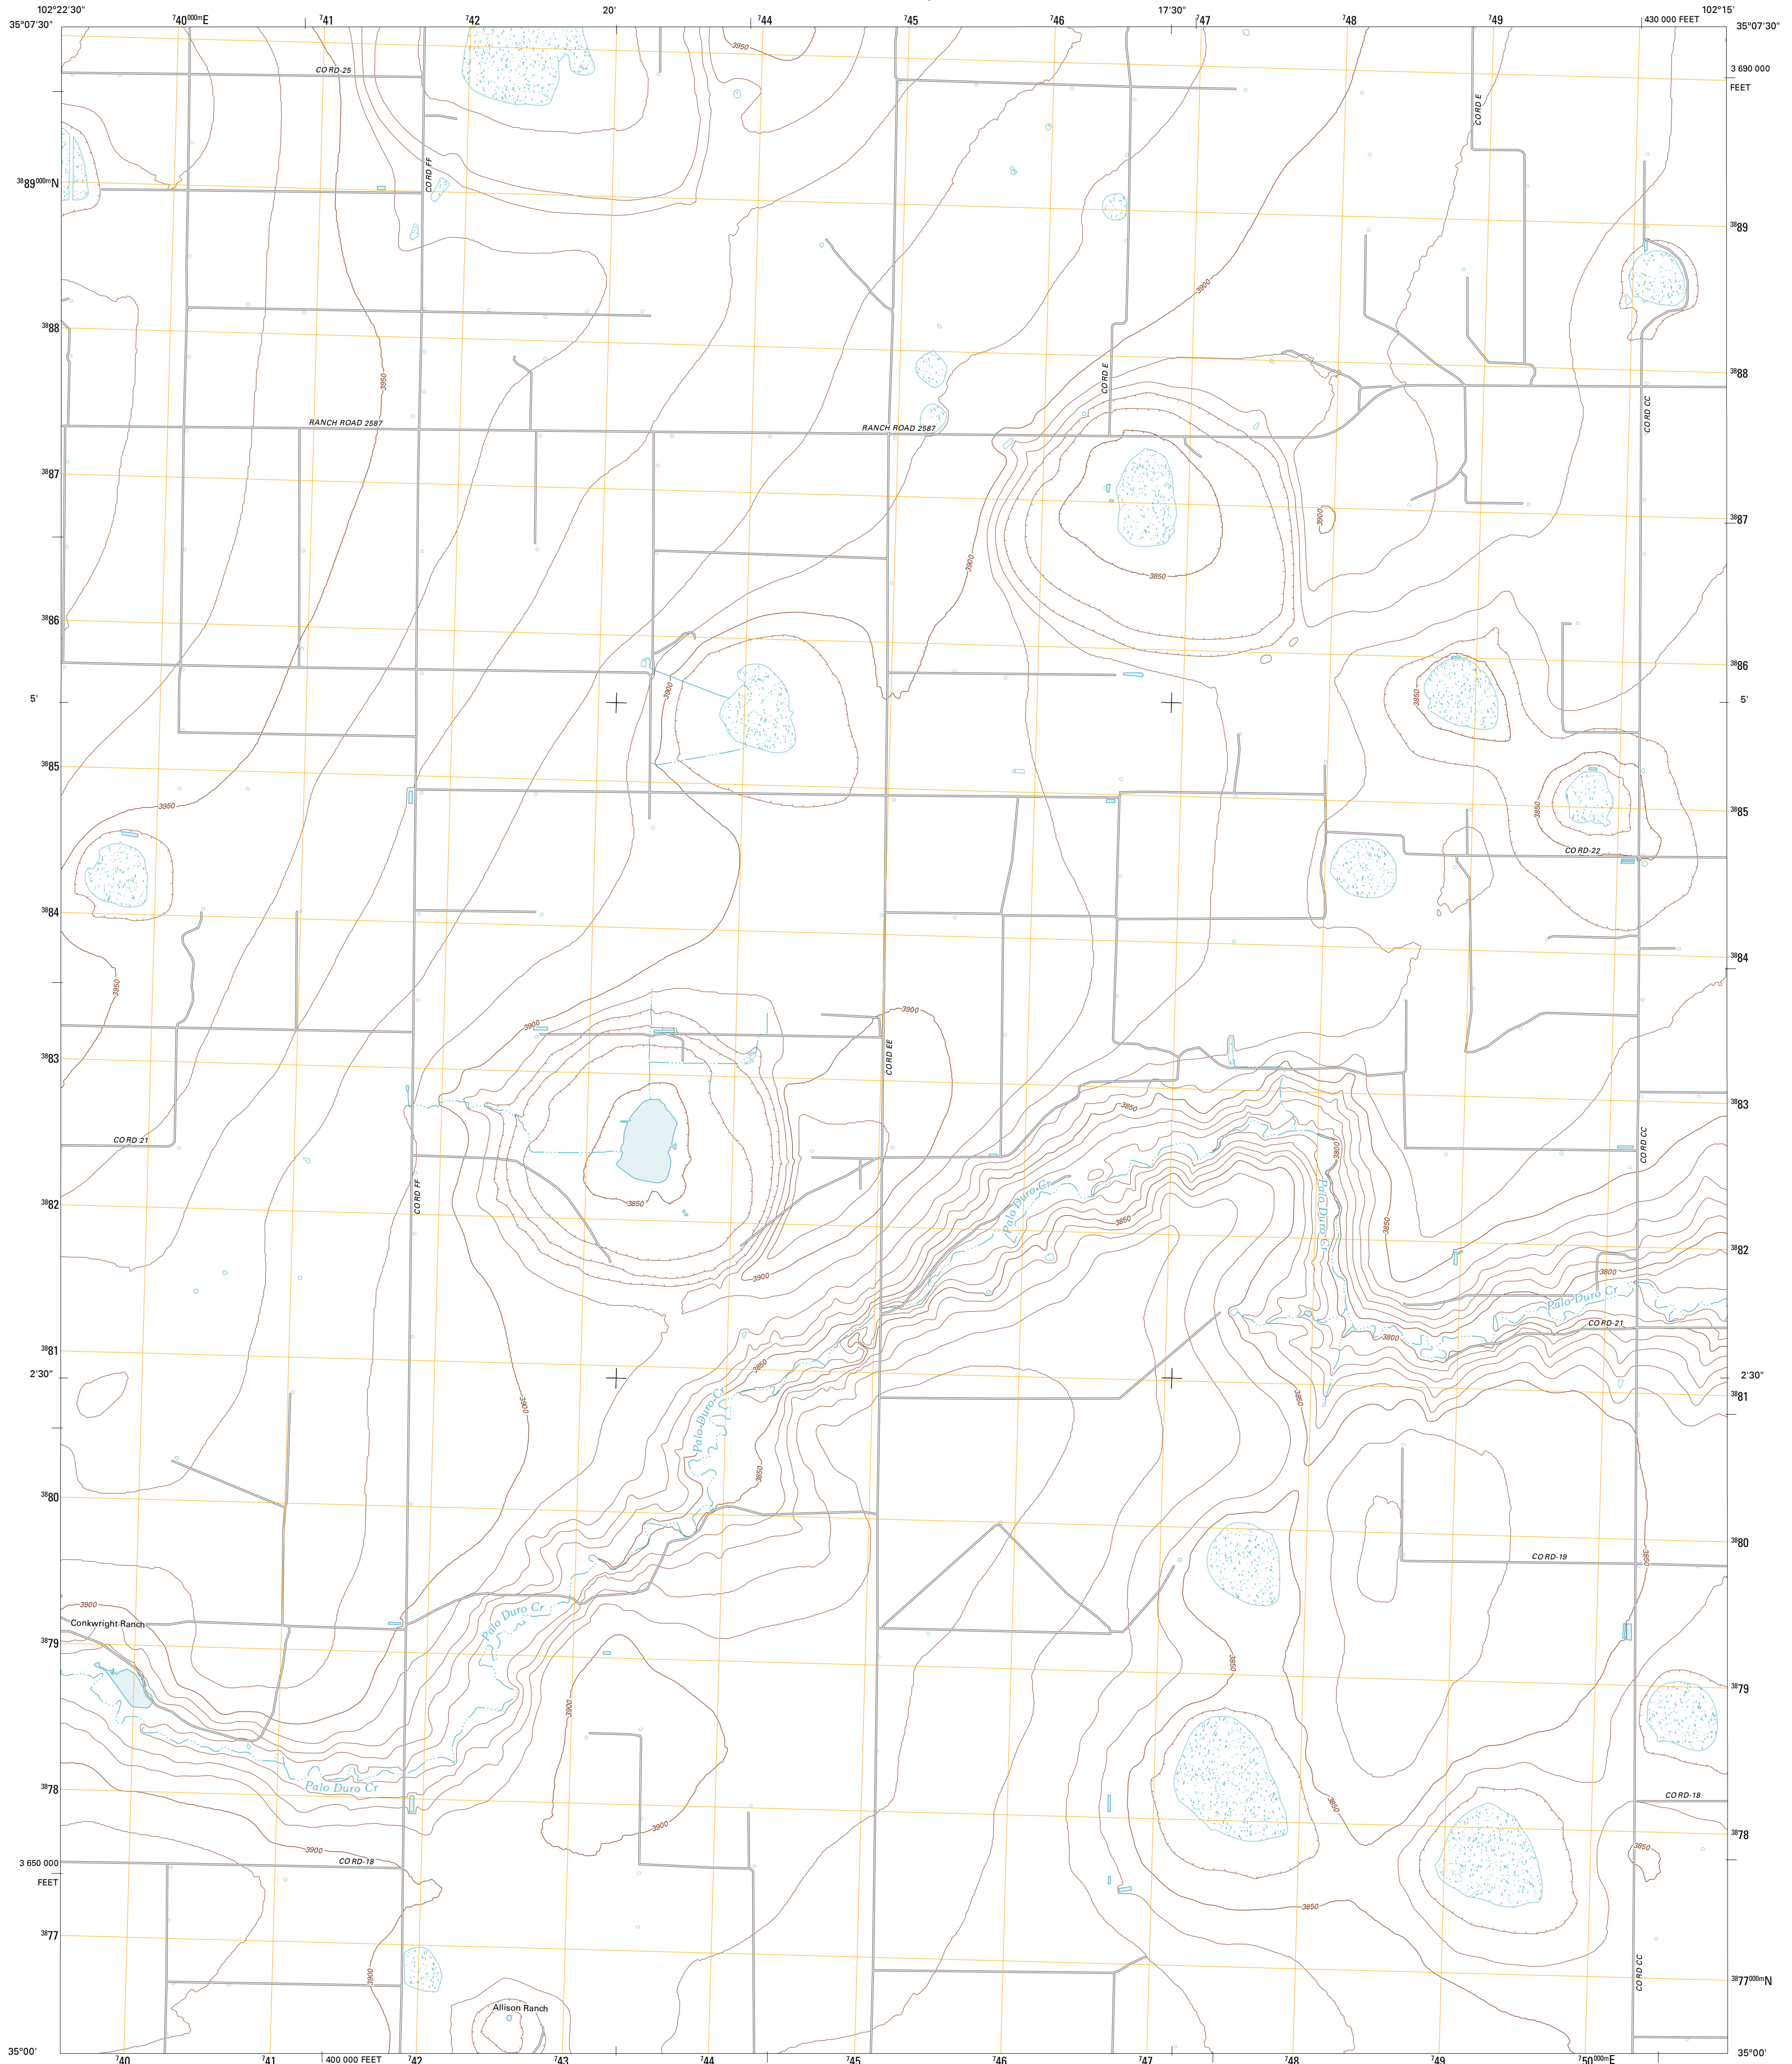 102°22'30"
⁷40⁰⁰⁰ᵐE
⁷41
⁷42
20'
⁷44
⁷45
⁷46
17'30"
⁷47
⁷48
⁷49
430 000 FEET
102°15'
35°07'30"
35°07'30"
3 690 000
FEET
CO RD-25
3950
CO RD E
CO RD FF
³⁸89⁰⁰⁰ᵐN
³⁸89
3900
³⁸88
3950
CO RD E
³⁸88
CO RD CC
RANCH ROAD 2587
RANCH ROAD 2587
³⁸87
3900
³⁸87
3900
3850
³⁸86
³⁸86
3900
3850
5'
5'
³⁸85
3950
3850
³⁸85
CO RD-22
³⁸84
³⁸84
3950
3900
3900
³⁸83
CO RD EE
3850
³⁸83
CO RD 21
CO RD CC
3800
CO RD FF
Palo Duro Cr
Palo Duro Cr
³⁸82
3850
3850
3850
³⁸82
3900
3800
Palo Duro Cr
CO RD-21
3800
³⁸81
3850
2'30"
2'30"
³⁸81
3900
Palo Duro Cr
3850
3850
³⁸80
³⁸80
CO RD-19
3850
3900
Conkwright Ranch
Palo Duro Cr
³⁸79
3850
³⁸79
3900
³⁸78
Palo Duro Cr
CO RD-18
3850
3900
³⁸78
3900
3850
3 650 000
FEET
CO RD-18
3850
³⁸77
3900
CO RD CC
³⁸77⁰⁰⁰ᵐN
Allison Ranch
35°00'
35°00'
⁷40
⁷41
400 000 FEET
⁷42
⁷43
⁷44
⁷45
⁷46
⁷47
⁷48
⁷49
⁷50⁰⁰⁰ᵐE